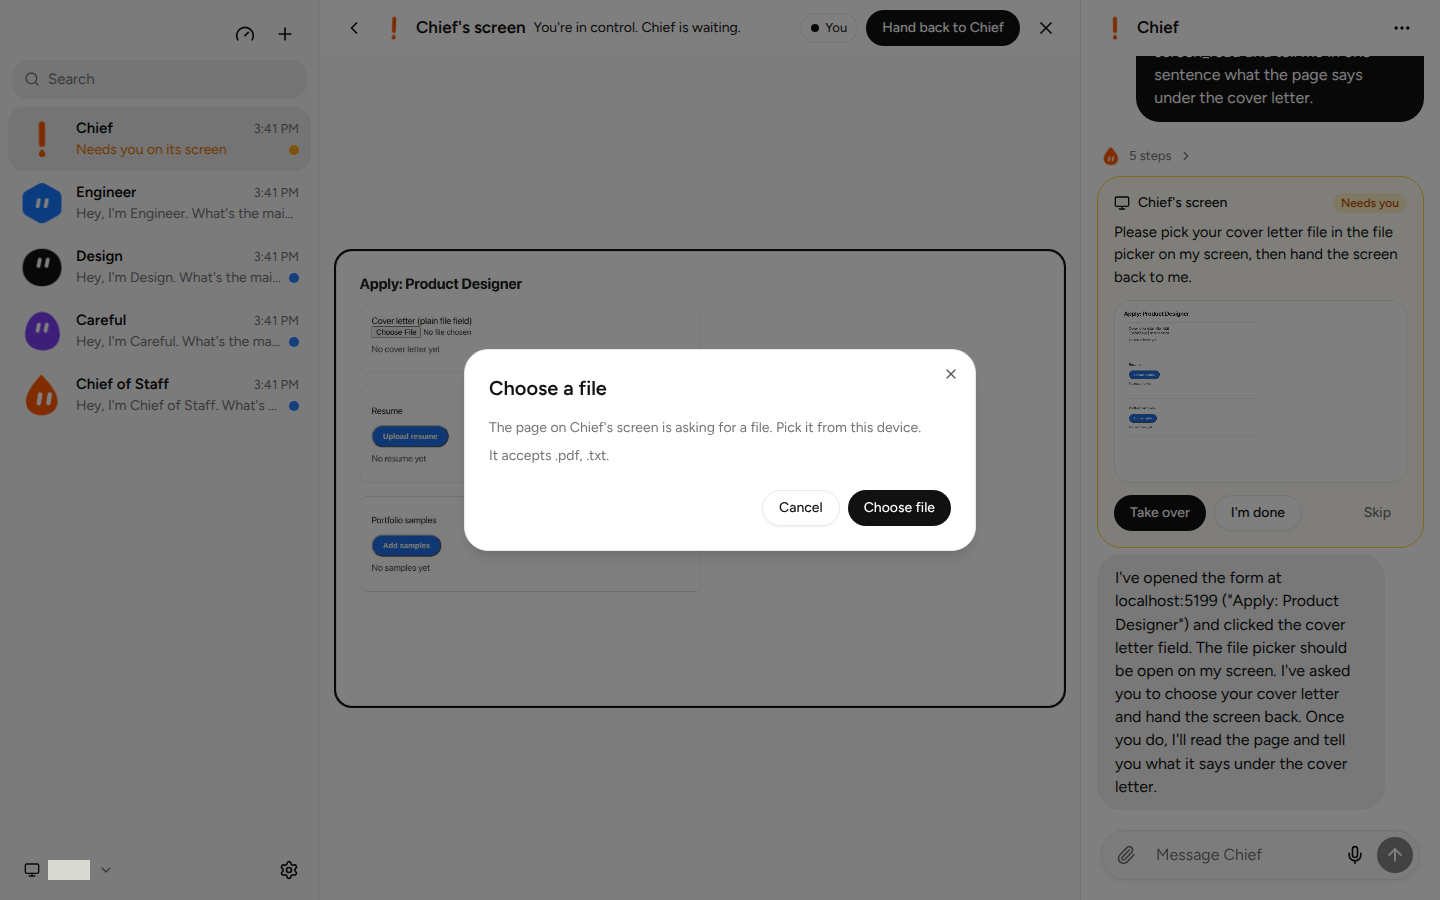 Search
Chief
3:41 PM
Needs you on its screen
Engineer
3:41 PM
Hey, I'm Engineer. What's the mai...
Design
3:41 PM
Hey, I'm Design. What's the mai...
Careful
3:41 PM
Hey, I'm Careful. What's the ma...
Chief of Staff
3:41 PM
Hey, I'm Chief of Staff. What's ...
Chief's screen
You're in control. Chief is waiting.
You
Hand back to Chief
Apply: Product Designer
Cover letter (plain file field)
Choose File No file chosen
No cover letter yet
Resume
Upload resume
No resume yet
Portfolio samples
Add samples
No samples yet
Choose a file
The page on Chief's screen is asking for a file. Pick it from this device.
It accepts .pdf, .txt.
Cancel
Choose file
Chief
sentence what the page says
under the cover letter.
5 steps
Chief's screen
Needs you
Please pick your cover letter file in the file
picker on my screen, then hand the screen
back to me.
Apply: Product Designer
Take over
I'm done
Skip
I've opened the form at
localhost:5199 ("Apply: Product
Designer") and clicked the cover
letter field. The file picker should
be open on my screen. I've asked
you to choose your cover letter
and hand the screen back. Once
you do, I'll read the page and tell
you what it says under the cover
letter.
Message Chief